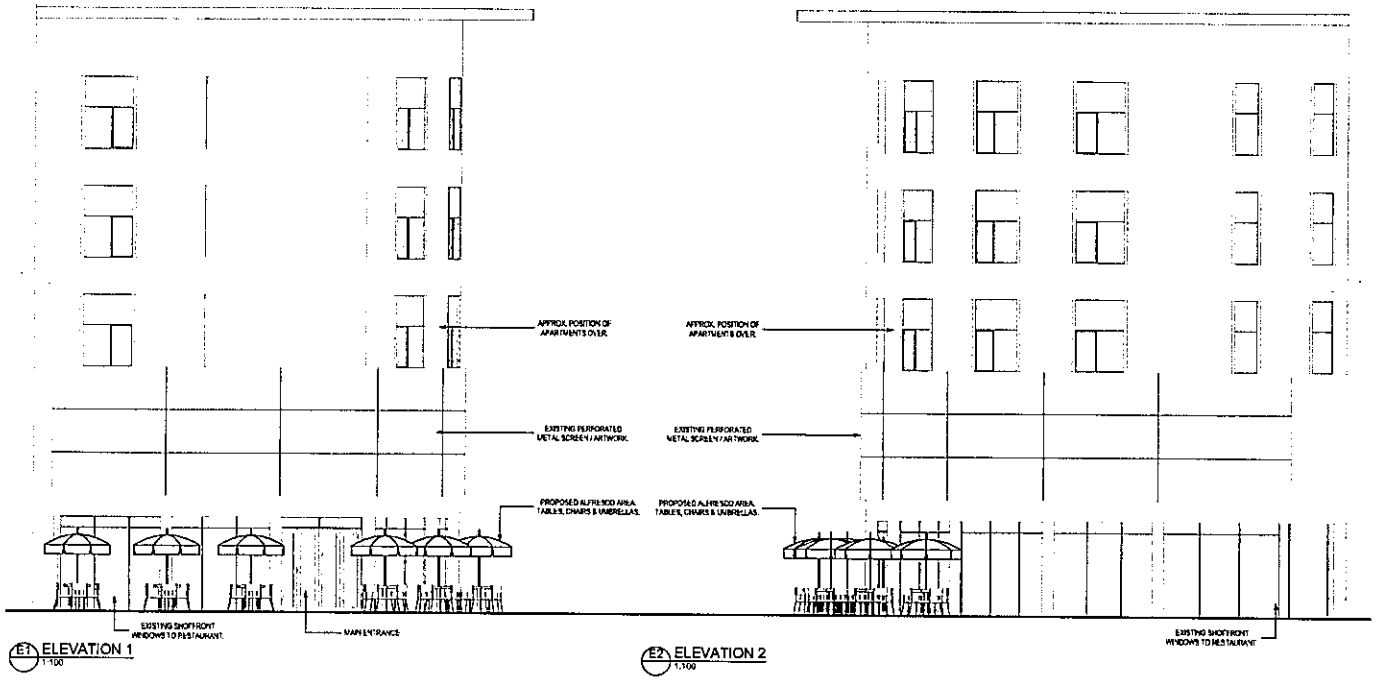 APPROX. POSITION OF
APARTMENTS OVER.
APPROX. POSITION OF
APARTMENTS OVER.
EXISTING PERFORATED
METAL SCREEN / ARTWORK.
EXISTING PERFORATED
METAL SCREEN / ARTWORK.
PROPOSED ALFRESCO AREA.
TABLES, CHAIRS & UMBRELLAS.
PROPOSED ALFRESCO AREA.
TABLES, CHAIRS & UMBRELLAS.
EXISTING SHOPFRONT
WINDOWS TO RESTAURANT.
MAIN ENTRANCE
EXISTING SHOPFRONT
WINDOWS TO RESTAURANT
E1 ELEVATION 1
1:100
E2 ELEVATION 2
1:100